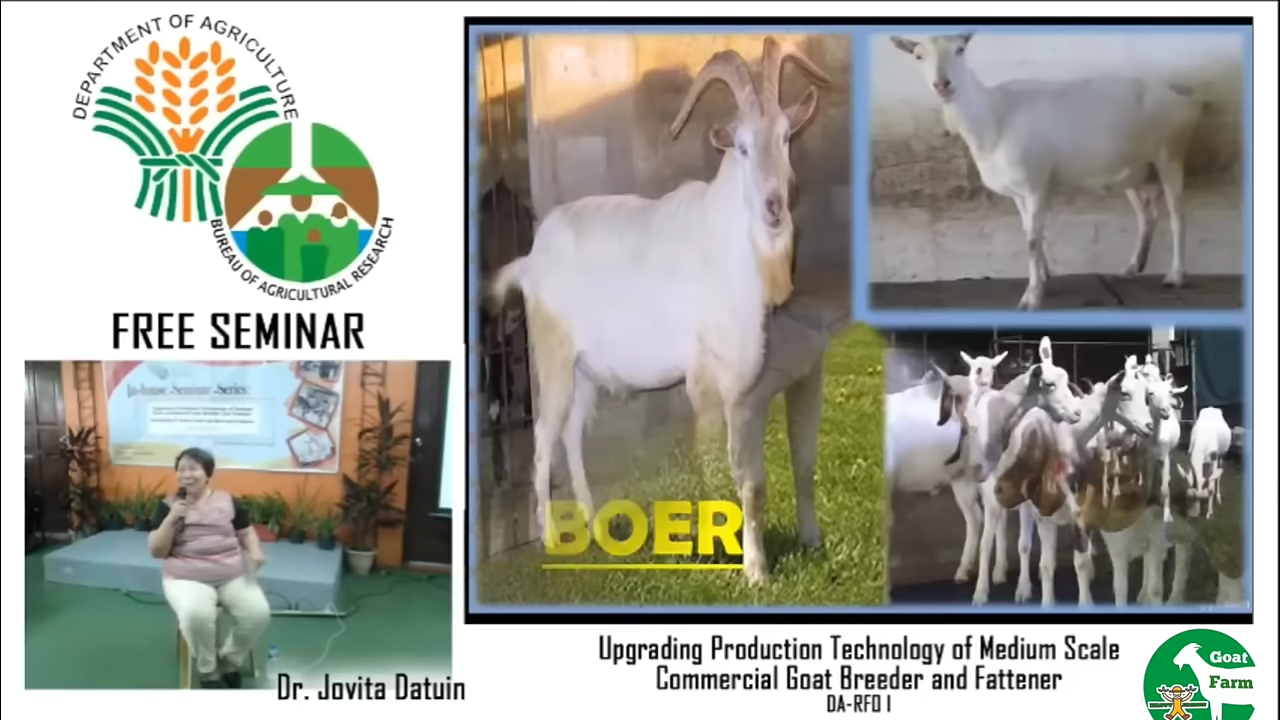 DEPARTMENT OF AGRICULTURE
BUREAU OF AGRICULTURAL RESEARCH
FREE SEMINAR
In-house Seminar Series
BOER
Dr. Jovita Datuin
Upgrading Production Technology of Medium Scale
Commercial Goat Breeder and Fattener
DA-RFO I
Goat
Farm